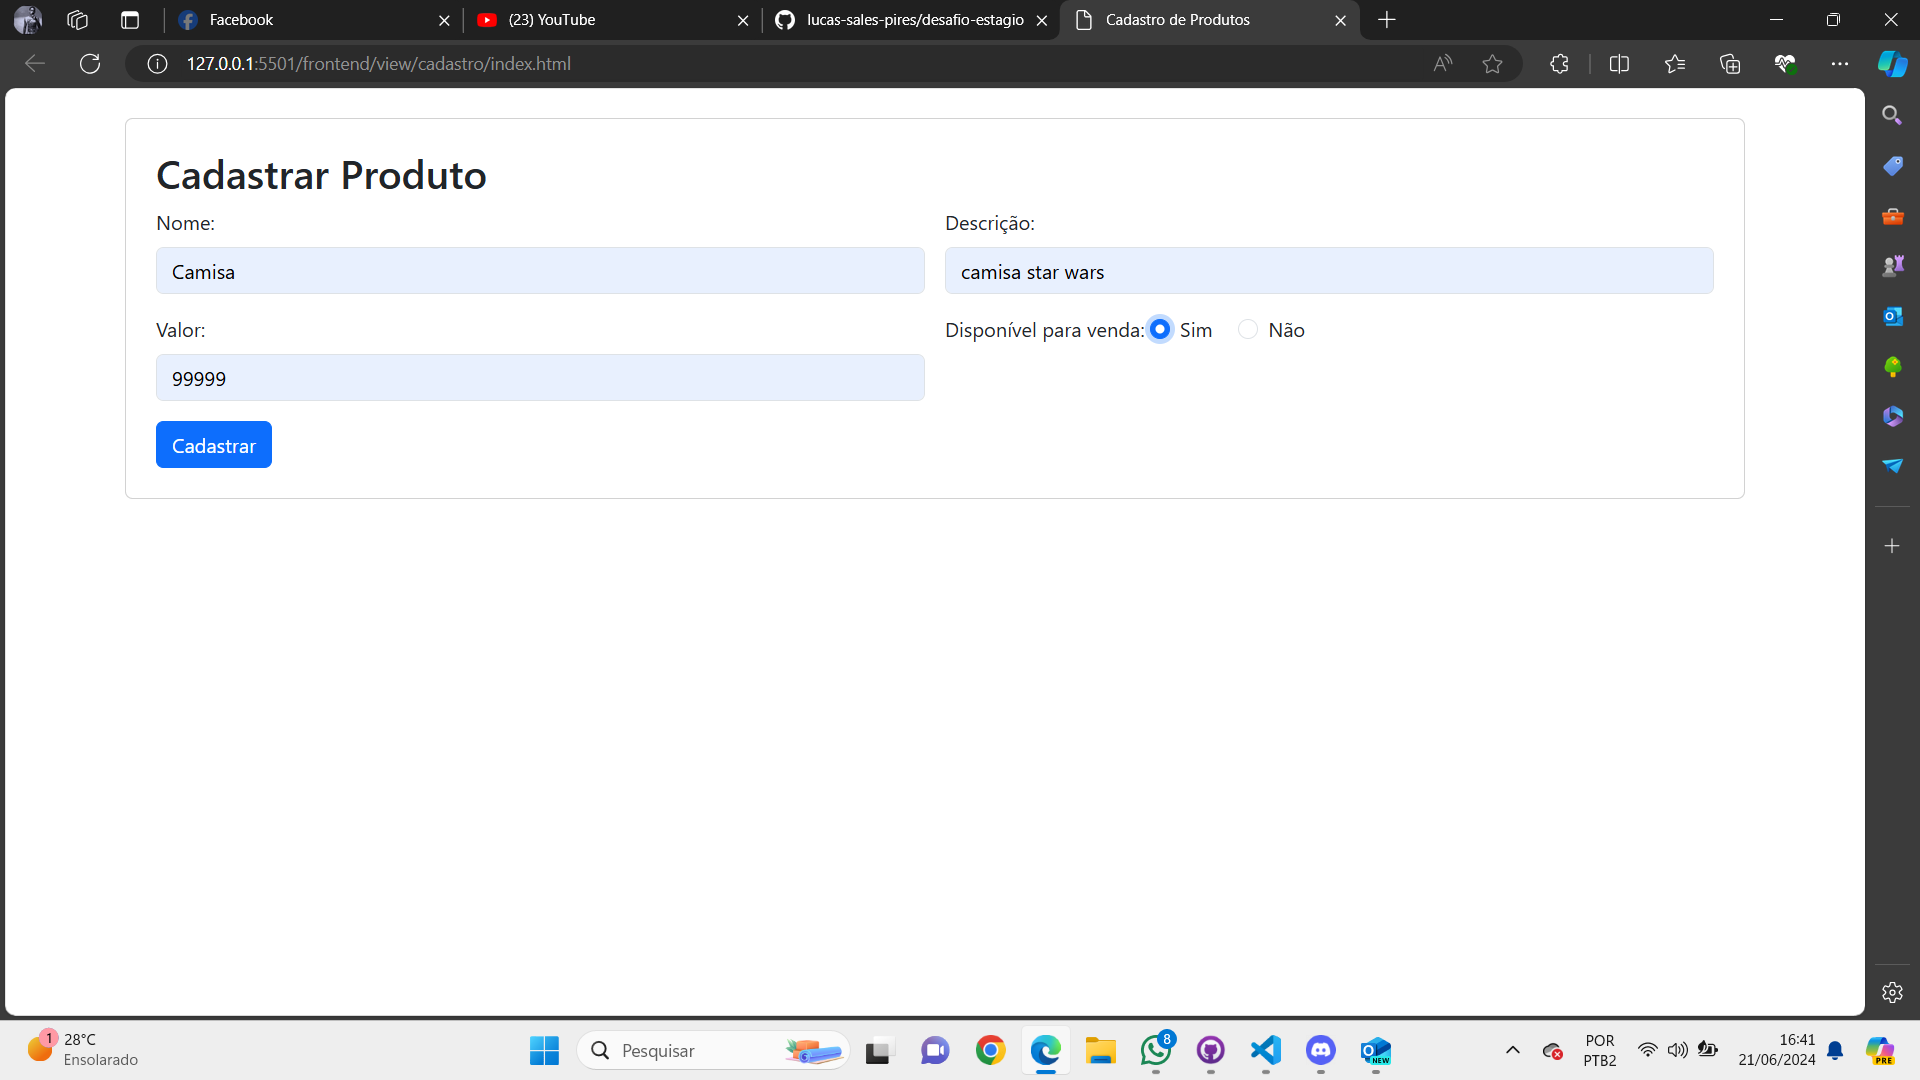 Facebook
(23) YouTube
lucas-sales-pires/desafio-estagio
Cadastro de Produtos
127.0.0.1:5501/frontend/view/cadastro/index.html
Cadastrar Produto
Nome:
Descrição:
Camisa
camisa star wars
Valor:
Disponível para venda: Sim Não
99999
Cadastrar
1
28°C
Ensolarado
Pesquisar
8
NEW
POR
PTB2
16:41
21/06/2024
PRE